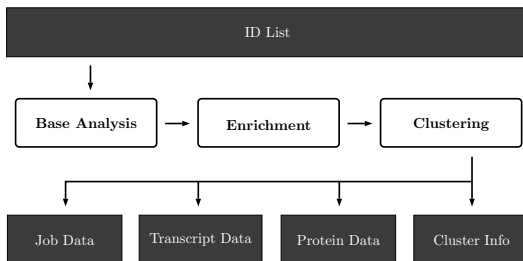 ID List
Base Analysis
Enrichment
Clustering
Job Data
Transcript Data
Protein Data
Cluster Info